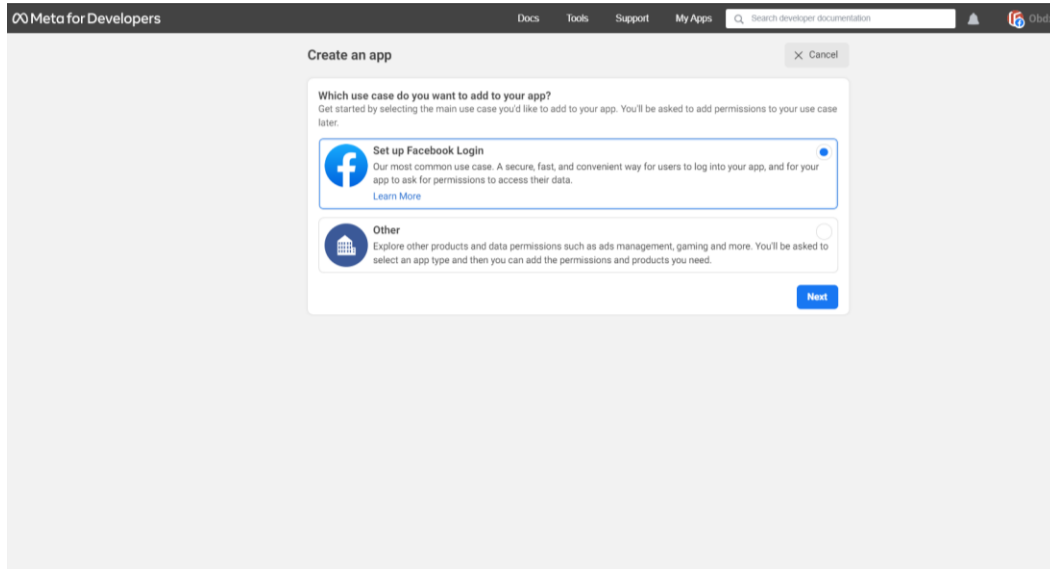 Meta for Developers
Docs Tools Support My Apps Search developer documentation
Create an app
Cancel
Which use case do you want to add to your app?
Get started by selecting the main use case you'd like to add to your app. You'll be asked to add permissions to your use case
later.
Set up Facebook Login
Our most common use case. A secure, fast, and convenient way for users to log into your app, and for your
app to ask for permissions to access their data.
Learn More
Other
Explore other products and data permissions such as ads management, gaming and more. You'll be asked to
select an app type and then you can add the permissions and products you need.
Next